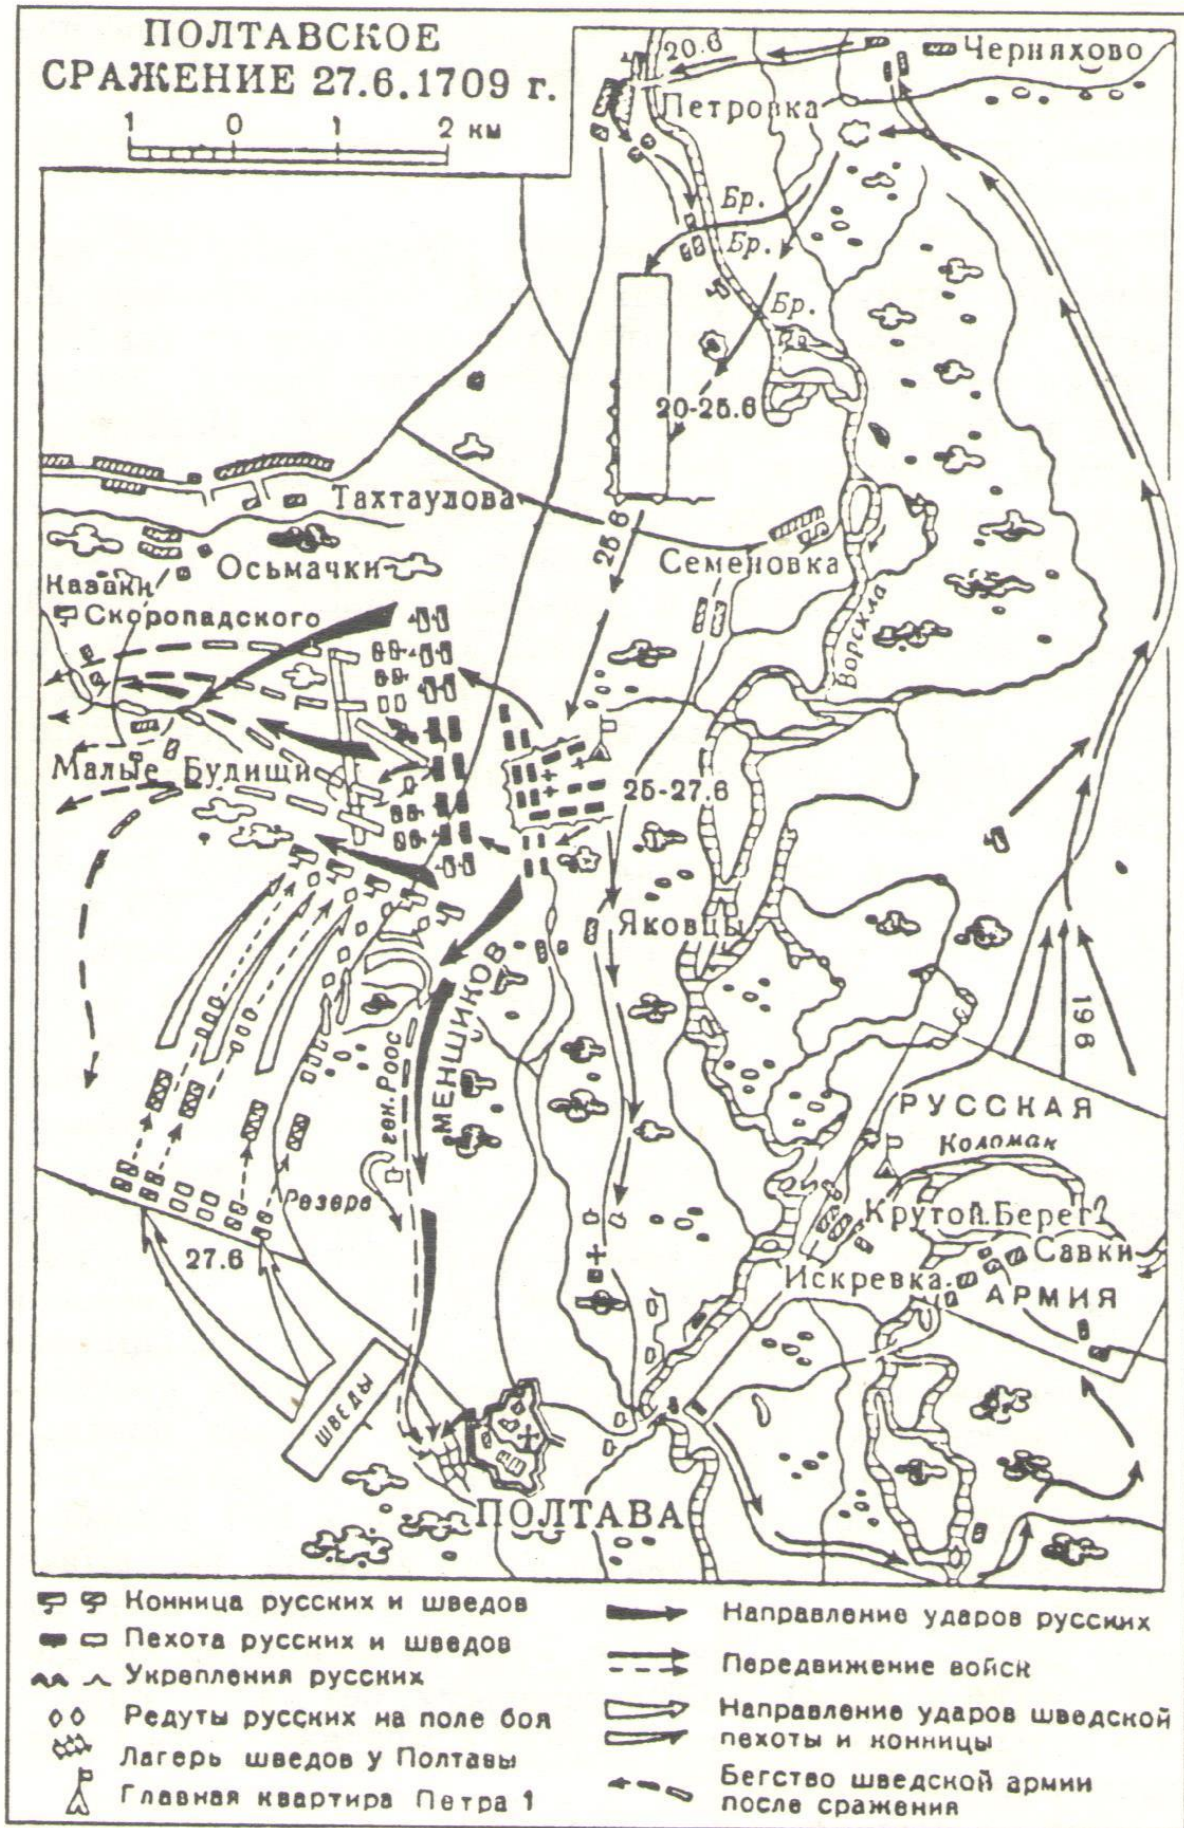 ПОЛТАВСКОЕ
СРАЖЕНИЕ 27.6.1709 г.
1 0 1 2 км
20.6
Черняхово
Петровка
Бр.
Бр.
Бр.
20-25.6
Тахтаулова
25 6
Семеновка
Осьмачки
Казаки
Скоропадского
Ворскла
Малые Будищи
25-27.6
Яковцы
МЕНЩИКОВ
ген. Роос
19 6
РУССКАЯ
Коломак
Резерв
Крутой Берег
27.6
Савки
Искревка
АРМИЯ
ШВЕДЫ
ПОЛТАВА
Конница русских и шведов
Пехота русских и шведов
Укрепления русских
Редуты русских на поле боя
Лагерь шведов у Полтавы
Главная квартира Петра 1
Направление ударов русских
Передвижение войск
Направление ударов шведской
пехоты и конницы
Бегство шведской армии
после сражения